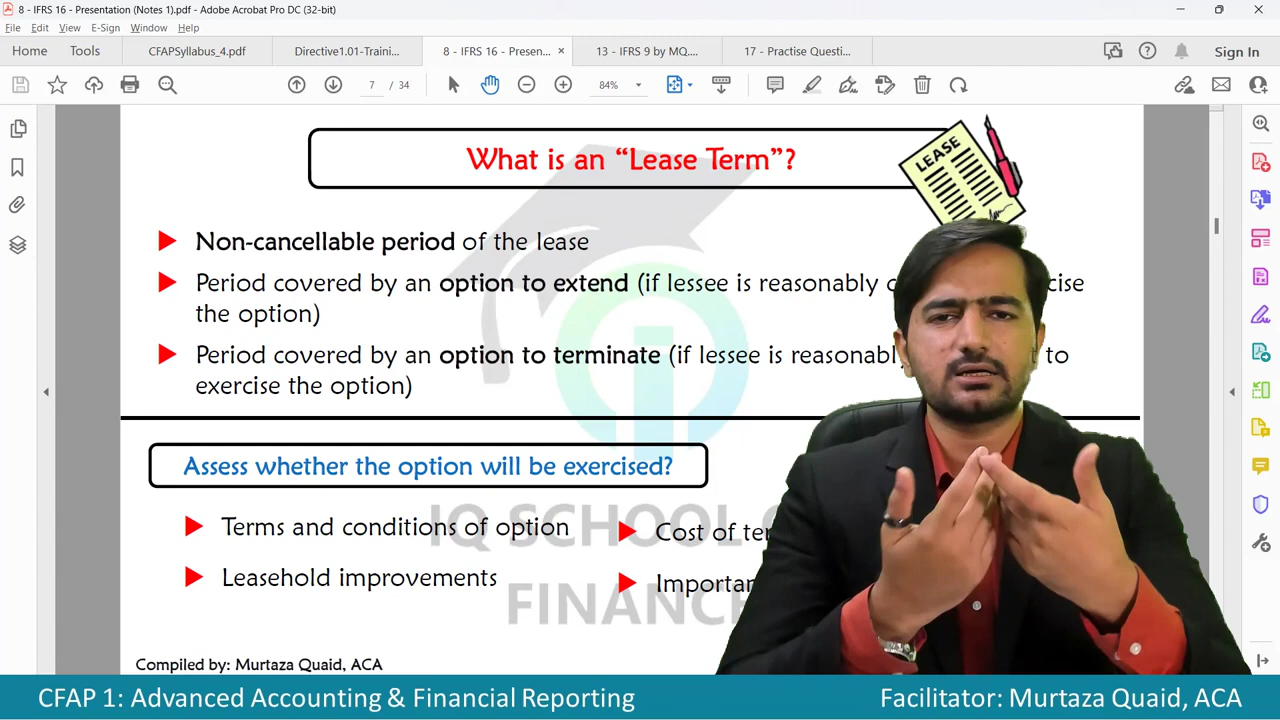 8 - IFRS 16 - Presentation (Notes 1).pdf - Adobe Acrobat Pro DC (32-bit)
File Edit View E-Sign Window Help
Home Tools CFAPSyllabus_4.pdf Directive1.01-Traini... 8 - IFRS 16 - Presen... × 13 - IFRS 9 by MQ.... 17 - Practise Questi... Sign In
7 / 34 84%
What is an “Lease Term”?
LEASE
Non-cancellable period of the lease
Period covered by an option to extend (if lessee is reasonably
the option)
Period covered by an option to terminate (if lessee is to
exercise the option)
Assess whether the option will be exercised?
Terms and conditions of option Cost of
Leasehold improvements
IQ SCHOOL
FINANCE
Compiled by: Murtaza Quaid, ACA
CFAP 1: Advanced Accounting & Financial Reporting Facilitator: Murtaza Quaid, ACA